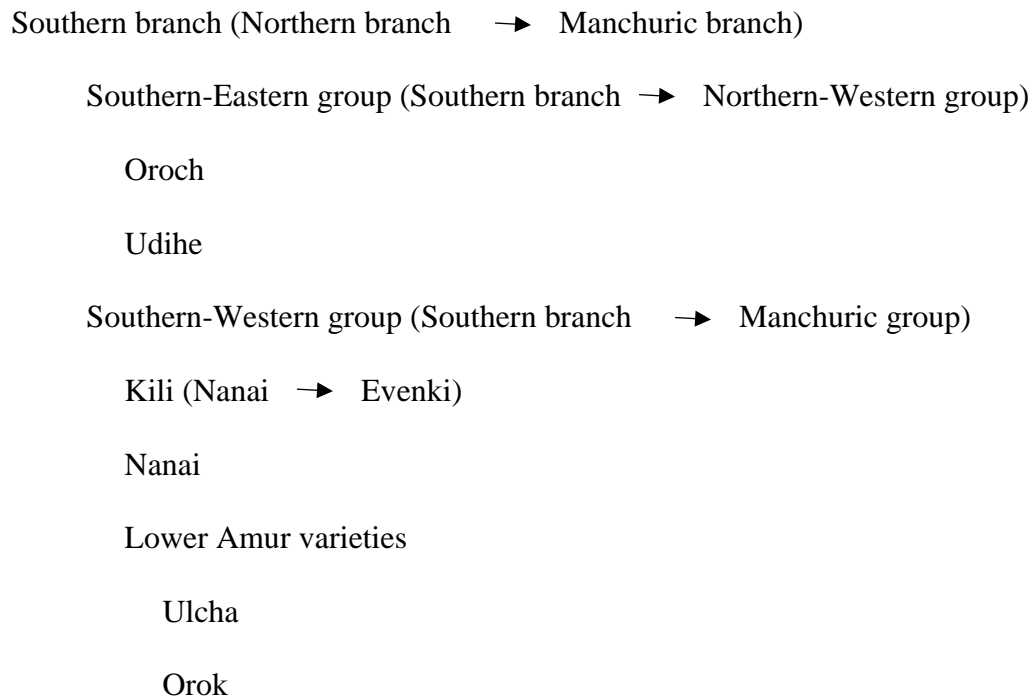 Southern branch (Northern branch → Manchuric branch)
Southern-Eastern group (Southern branch → Northern-Western group)
Oroch
Udihe
Southern-Western group (Southern branch → Manchuric group)
Kili (Nanai → Evenki)
Nanai
Lower Amur varieties
Ulcha
Orok